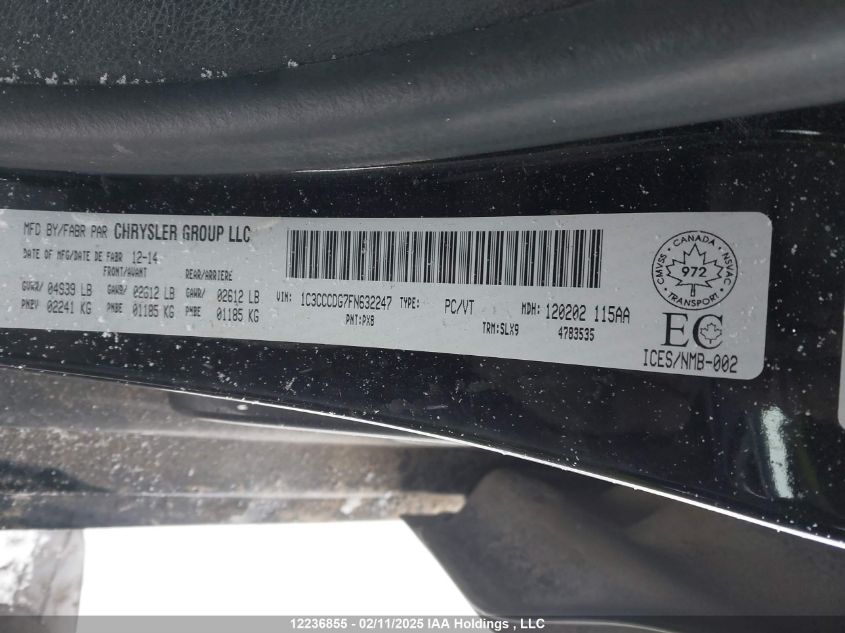 MFD BY/FABR PAR CHRYSLER GROUP LLC
DATE OF MFG/DATE DE FABR 12-14
FRONT/AVANT REAR/ARRIERE
GVWR/ 04939 LB GAWR/ 02612 LB GAWR/ 02612 LB
PNBV 02241 KG PNBE 01185 KG PNBE 01185 KG
VIN: 1C3CCCDG7FN632247 TYPE: PC/VT MDH: 120202 115AA
PNT:PX8 TRM:SLX9 4783535
CMVSS • CANADA • NSVAC
972
TRANSPORT
EC
ICES/NMB-002
12236855 - 02/11/2025 IAA Holdings , LLC